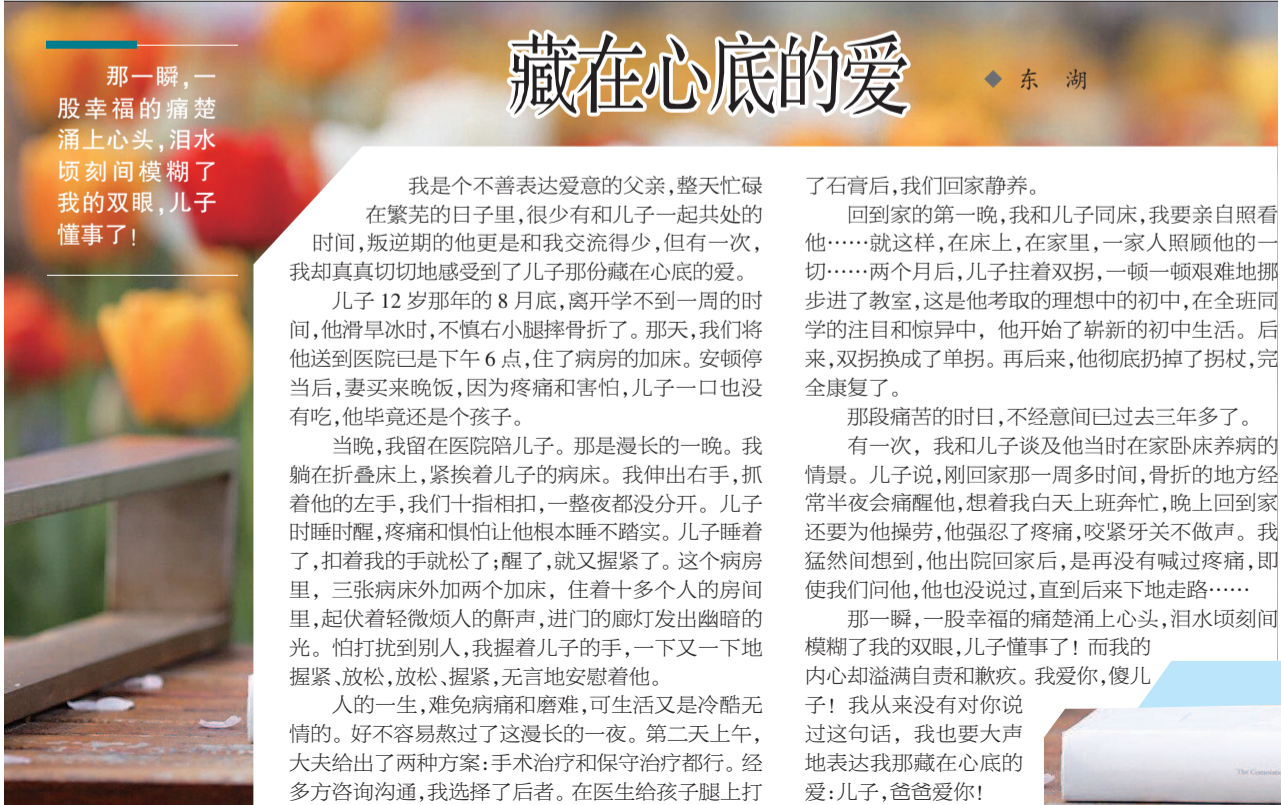 那一瞬,一
股幸福的痛楚
涌上心头,泪水
顷刻间模糊了
我的双眼,儿子
懂事了!
藏在心底的爱
◆ 东 湖
我是个不善表达爱意的父亲,整天忙碌
在繁芜的日子里,很少有和儿子一起共处的
时间,叛逆期的他更是和我交流得少,但有一次,
我却真真切切地感受到了儿子那份藏在心底的爱。
儿子 12 岁那年的 8 月底,离开学不到一周的时
间,他滑旱冰时,不慎右小腿摔骨折了。那天,我们将
他送到医院已是下午 6 点,住了病房的加床。安顿停
当后,妻买来晚饭,因为疼痛和害怕,儿子一口也没
有吃,他毕竟还是个孩子。
当晚,我留在医院陪儿子。那是漫长的一晚。我
躺在折叠床上,紧挨着儿子的病床。我伸出右手,抓
着他的左手,我们十指相扣,一整夜都没分开。儿子
时睡时醒,疼痛和惧怕让他根本睡不踏实。儿子睡着
了,扣着我的手就松了;醒了,就又握紧了。这个病房
里,三张病床外加两个加床,住着十多个人的房间
里,起伏着轻微烦人的鼾声,进门的廊灯发出幽暗的
光。怕打扰到别人,我握着儿子的手,一下又一下地
握紧、放松,放松、握紧,无言地安慰着他。
人的一生,难免病痛和磨难,可生活又是冷酷无
情的。好不容易熬过了这漫长的一夜。第二天上午,
大夫给出了两种方案:手术治疗和保守治疗都行。经
多方咨询沟通,我选择了后者。在医生给孩子腿上打
了石膏后,我们回家静养。
回到家的第一晚,我和儿子同床,我要亲自照看
他……就这样,在床上,在家里,一家人照顾他的一
切……两个月后,儿子拄着双拐,一顿一顿艰难地挪
步进了教室,这是他考取的理想中的初中,在全班同
学的注目和惊异中,他开始了崭新的初中生活。后
来,双拐换成了单拐。再后来,他彻底扔掉了拐杖,完
全康复了。
那段痛苦的时日,不经意间已过去三年多了。
有一次,我和儿子谈及他当时在家卧床养病的
情景。儿子说,刚回家那一周多时间,骨折的地方经
常半夜会痛醒他,想着我白天上班奔忙,晚上回到家
还要为他操劳,他强忍了疼痛,咬紧牙关不做声。我
猛然间想到,他出院回家后,是再没有喊过疼痛,即
使我们问他,他也没说过,直到后来下地走路……
那一瞬,一股幸福的痛楚涌上心头,泪水顷刻间
模糊了我的双眼,儿子懂事了!而我的
内心却溢满自责和歉疚。我爱你,傻儿
子!我从来没有对你说
过这句话,我也要大声
地表达我那藏在心底的
爱:儿子,爸爸爱你!